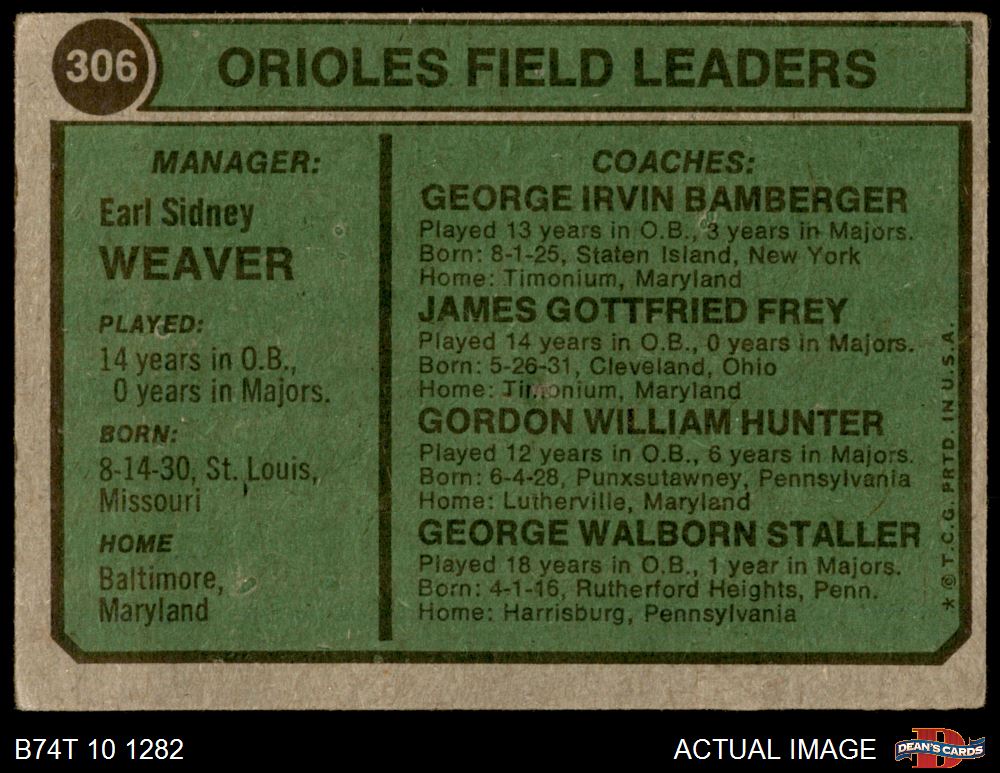 306
ORIOLES FIELD LEADERS
MANAGER:
Earl Sidney
WEAVER
PLAYED:
14 years in O.B.,
0 years in Majors.
BORN:
8-14-30, St. Louis,
Missouri
HOME
Baltimore,
Maryland
COACHES:
GEORGE IRVIN BAMBERGER
Played 13 years in O.B., 3 years in Majors.
Born: 8-1-25, Staten Island, New York
Home: Timonium, Maryland
JAMES GOTTFRIED FREY
Played 14 years in O.B., 0 years in Majors.
Born: 5-26-31, Cleveland, Ohio
Home: Timonium, Maryland
GORDON WILLIAM HUNTER
Played 12 years in O.B., 6 years in Majors.
Born: 6-4-28, Punxsutawney, Pennsylvania
Home: Lutherville, Maryland
GEORGE WALBORN STALLER
Played 18 years in O.B., 1 year in Majors.
Born: 4-1-16, Rutherford Heights, Penn.
Home: Harrisburg, Pennsylvania
* © T.C.G. PRTD. IN U.S.A.
B74T 10 1282
ACTUAL IMAGE
D
DEAN'S CARDS